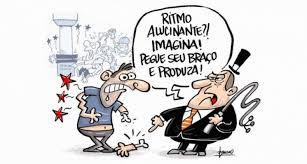 RITMO
ALUCINANTE?!
IMAGINA!
PEGUE SEU BRAÇO
E PRODUZA!